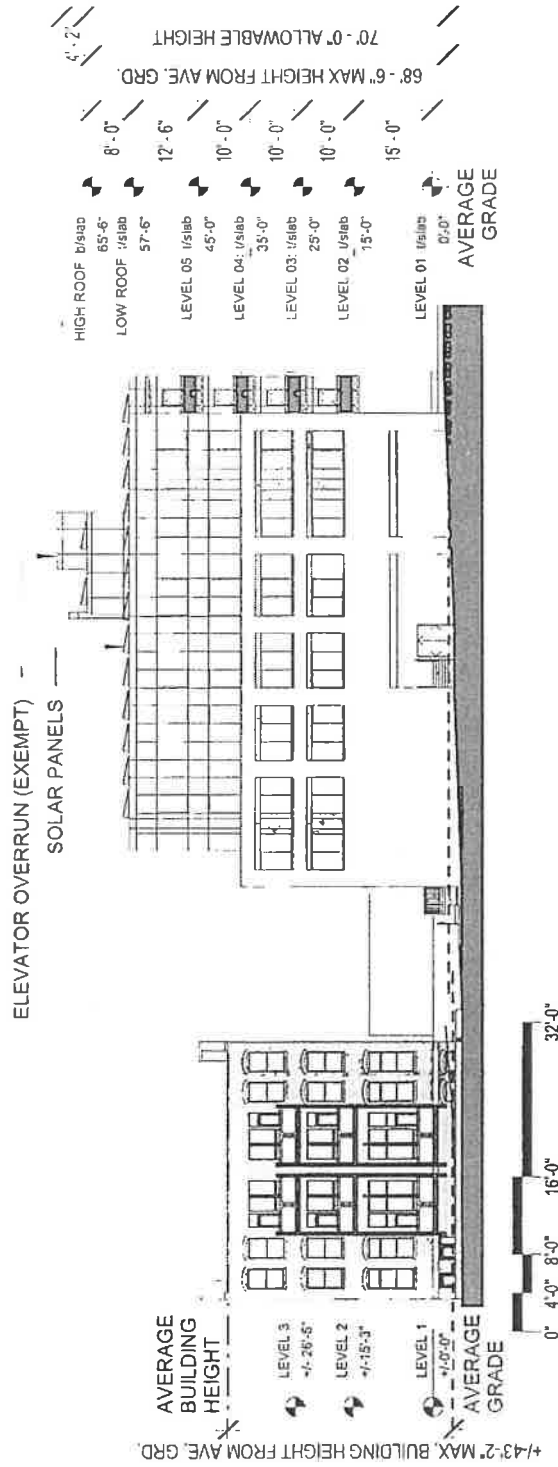 ELEVATOR OVERRUN (EXEMPT)
SOLAR PANELS
4'-2"
70'-0" ALLOWABLE HEIGHT
68'-6" MAX HEIGHT FROM AVE. GRD.
8'-0"
12'-6"
10'-0"
10'-0"
10'-0"
15'-0"
HIGH ROOF b/slab
65'-6"
LOW ROOF t/slab
57'-6"
LEVEL 05 t/slab
45'-0"
LEVEL 04: t/slab
35'-0"
LEVEL 03: t/slab
25'-0"
LEVEL 02 t/slab
15'-0"
LEVEL 01 t/slab
0'-0"
AVERAGE
GRADE
AVERAGE
BUILDING
HEIGHT
LEVEL 3
+/-26'-5"
LEVEL 2
+/-15'-3"
LEVEL 1
+/-0'-0"
AVERAGE
GRADE
+/-43'-2" MAX. BUILDING HEIGHT FROM AVE. GRD.
0" 4'-0" 8'-0" 16'-0" 32'-0"